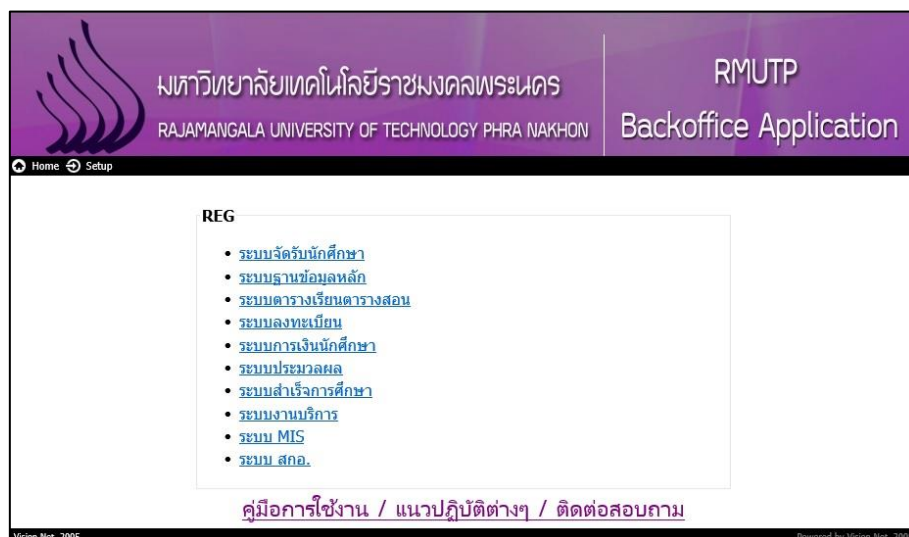 มหาวิทยาลัยเทคโนโลยีราชมงคลพระนคร
RAJAMANGALA UNIVERSITY OF TECHNOLOGY PHRA NAKHON
RMUTP
Backoffice Application
Home Setup
REG
• ระบบจัดรับนักศึกษา
• ระบบฐานข้อมูลหลัก
• ระบบตารางเรียนตารางสอน
• ระบบลงทะเบียน
• ระบบการเงินนักศึกษา
• ระบบประมวลผล
• ระบบสำเร็จการศึกษา
• ระบบงานบริการ
• ระบบ MIS
• ระบบ สกอ.
คู่มือการใช้งาน / แนวปฏิบัติต่างๆ / ติดต่อสอบถาม
Vision Net, 2005
Powered by Vision Net,